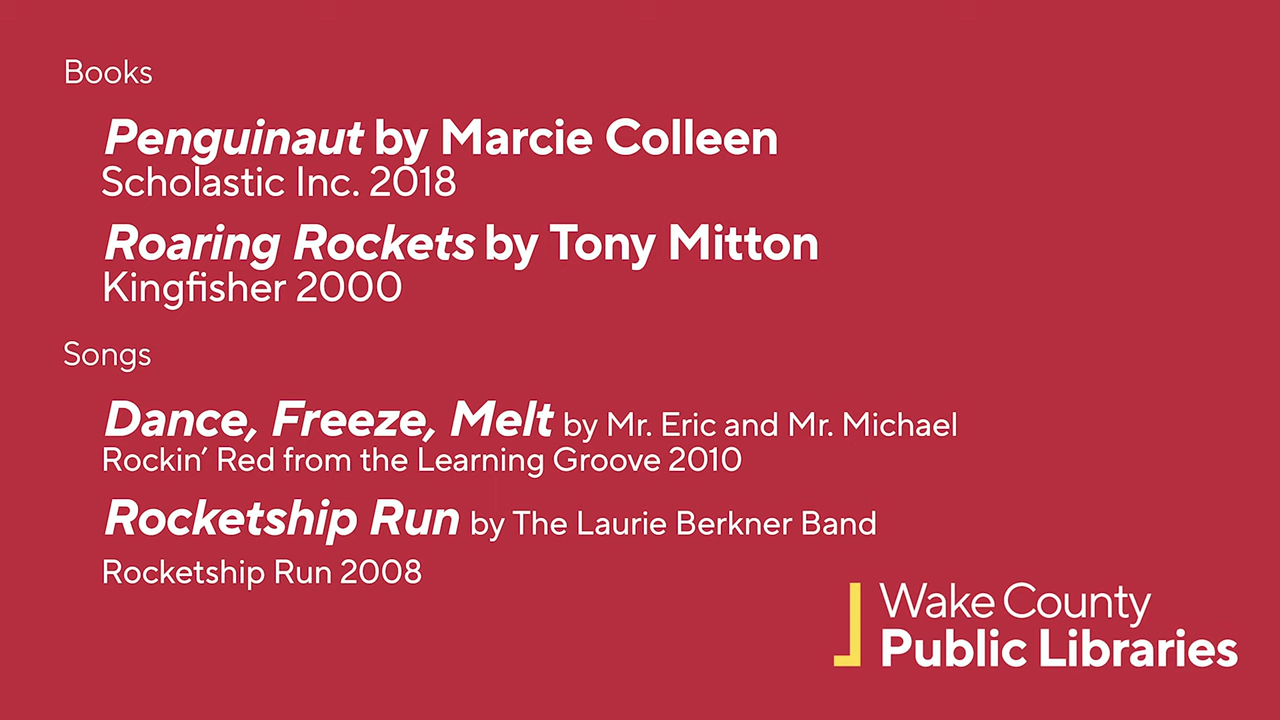 Books
Penguinaut by Marcie Colleen
Scholastic Inc. 2018
Roaring Rockets by Tony Mitton
Kingfisher 2000
Songs
Dance, Freeze, Melt by Mr. Eric and Mr. Michael
Rockin’ Red from the Learning Groove 2010
Rocketship Run by The Laurie Berkner Band
Rocketship Run 2008
Wake County
Public Libraries